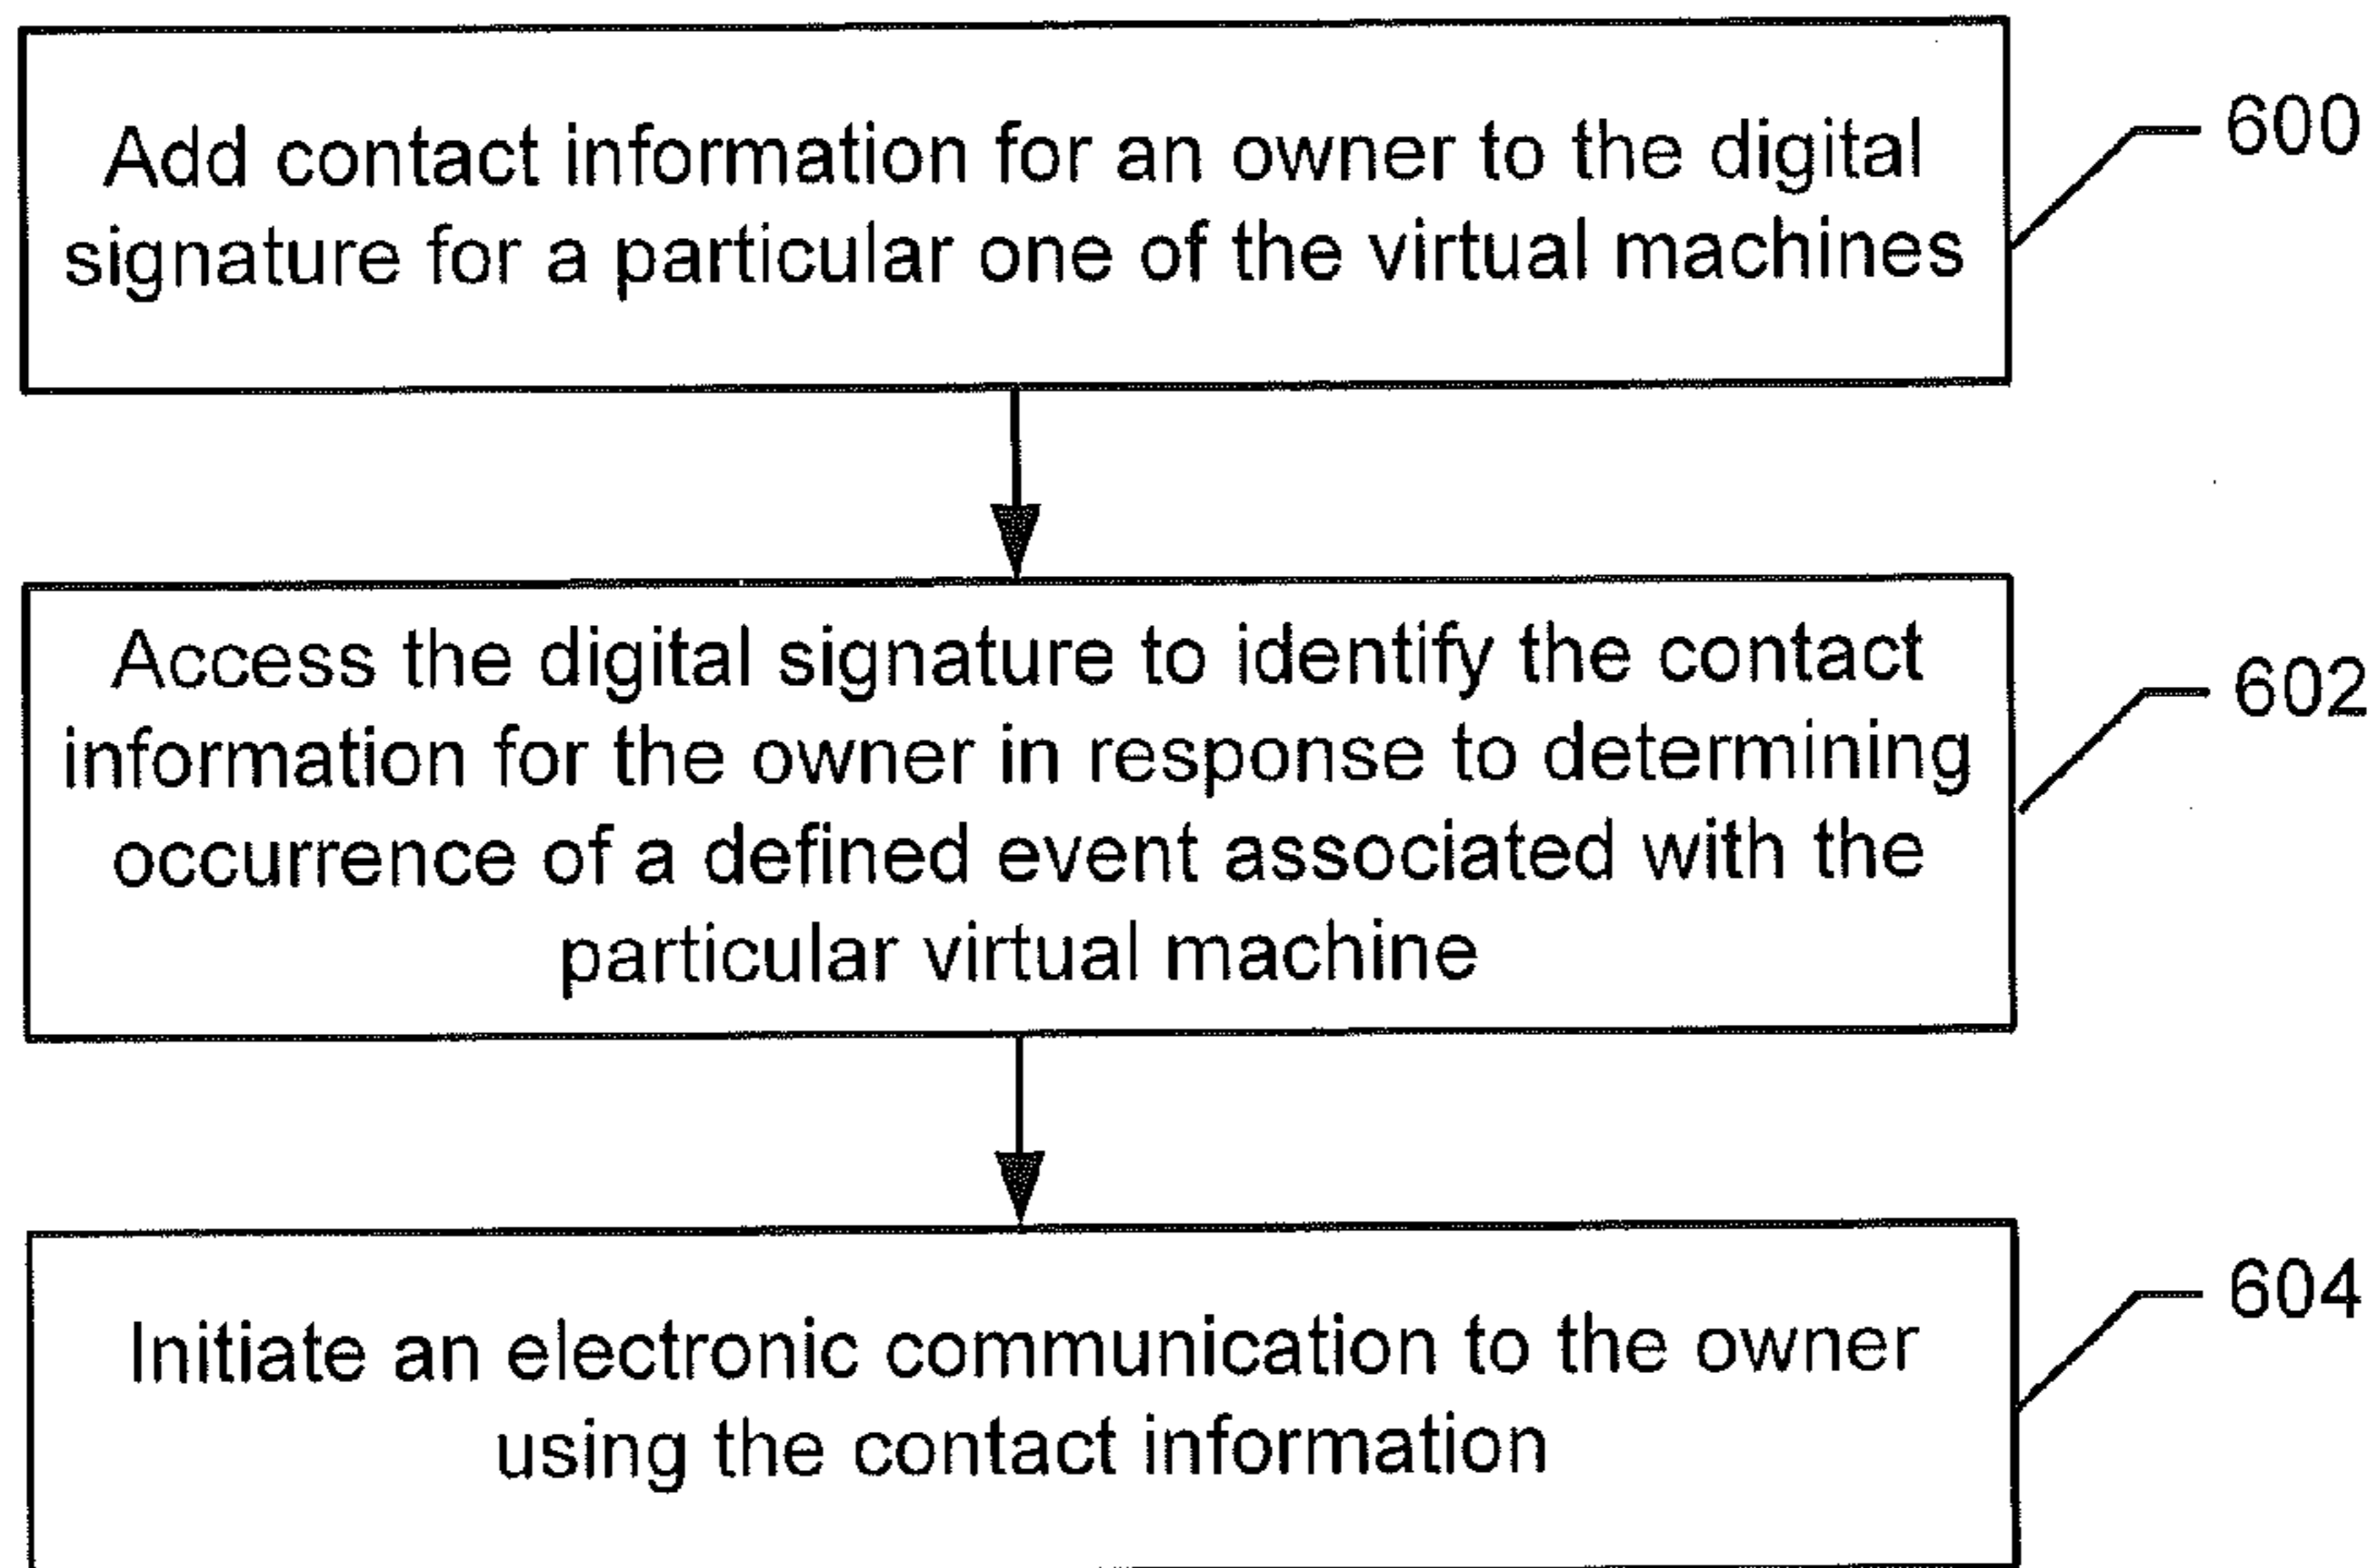 Add contact information for an owner to the digital
signature for a particular one of the virtual machines
600
Access the digital signature to identify the contact
information for the owner in response to determining
occurrence of a defined event associated with the
particular virtual machine
602
Initiate an electronic communication to the owner
using the contact information
604